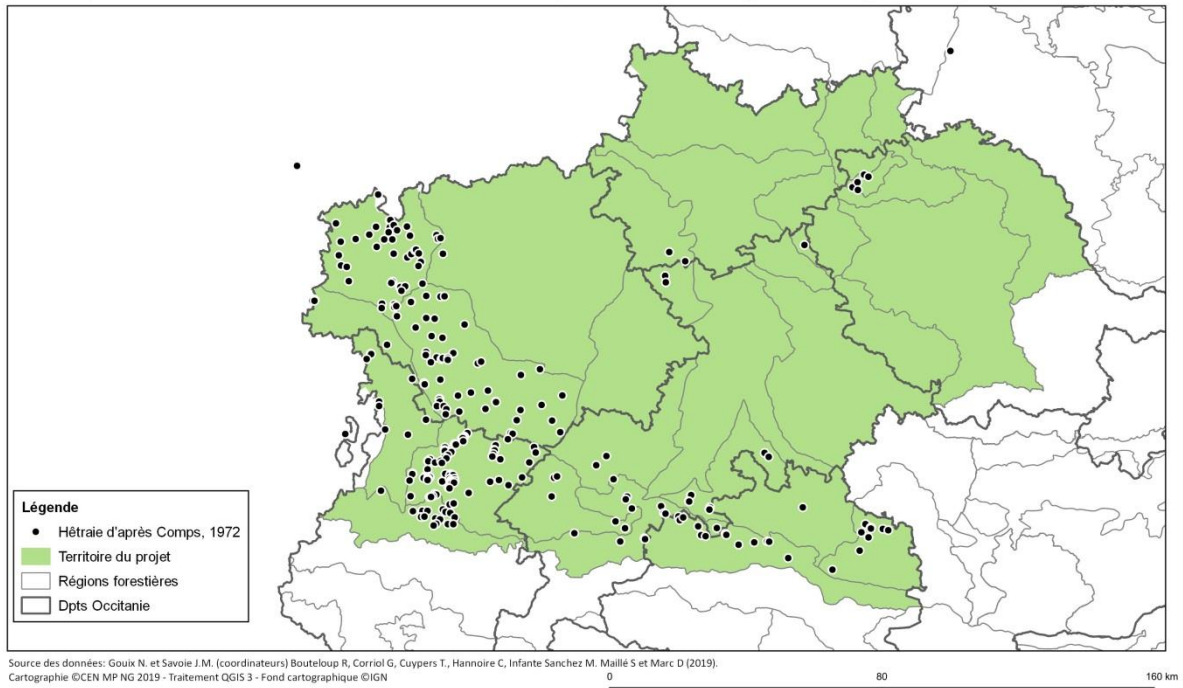 Légende
Hêtraie d'après Comps, 1972
Territoire du projet
Régions forestières
Dpts Occitanie
Source des données: Gouix N. et Savoie J.M. (coordinateurs) Bouteloup R, Corriol G, Cuypers T., Hannoire C, Infante Sanchez M. Maillé S et Marc D (2019).
Cartographie ©CEN MP NG 2019 - Traitement QGIS 3 - Fond cartographique ©IGN
0 80 160 km